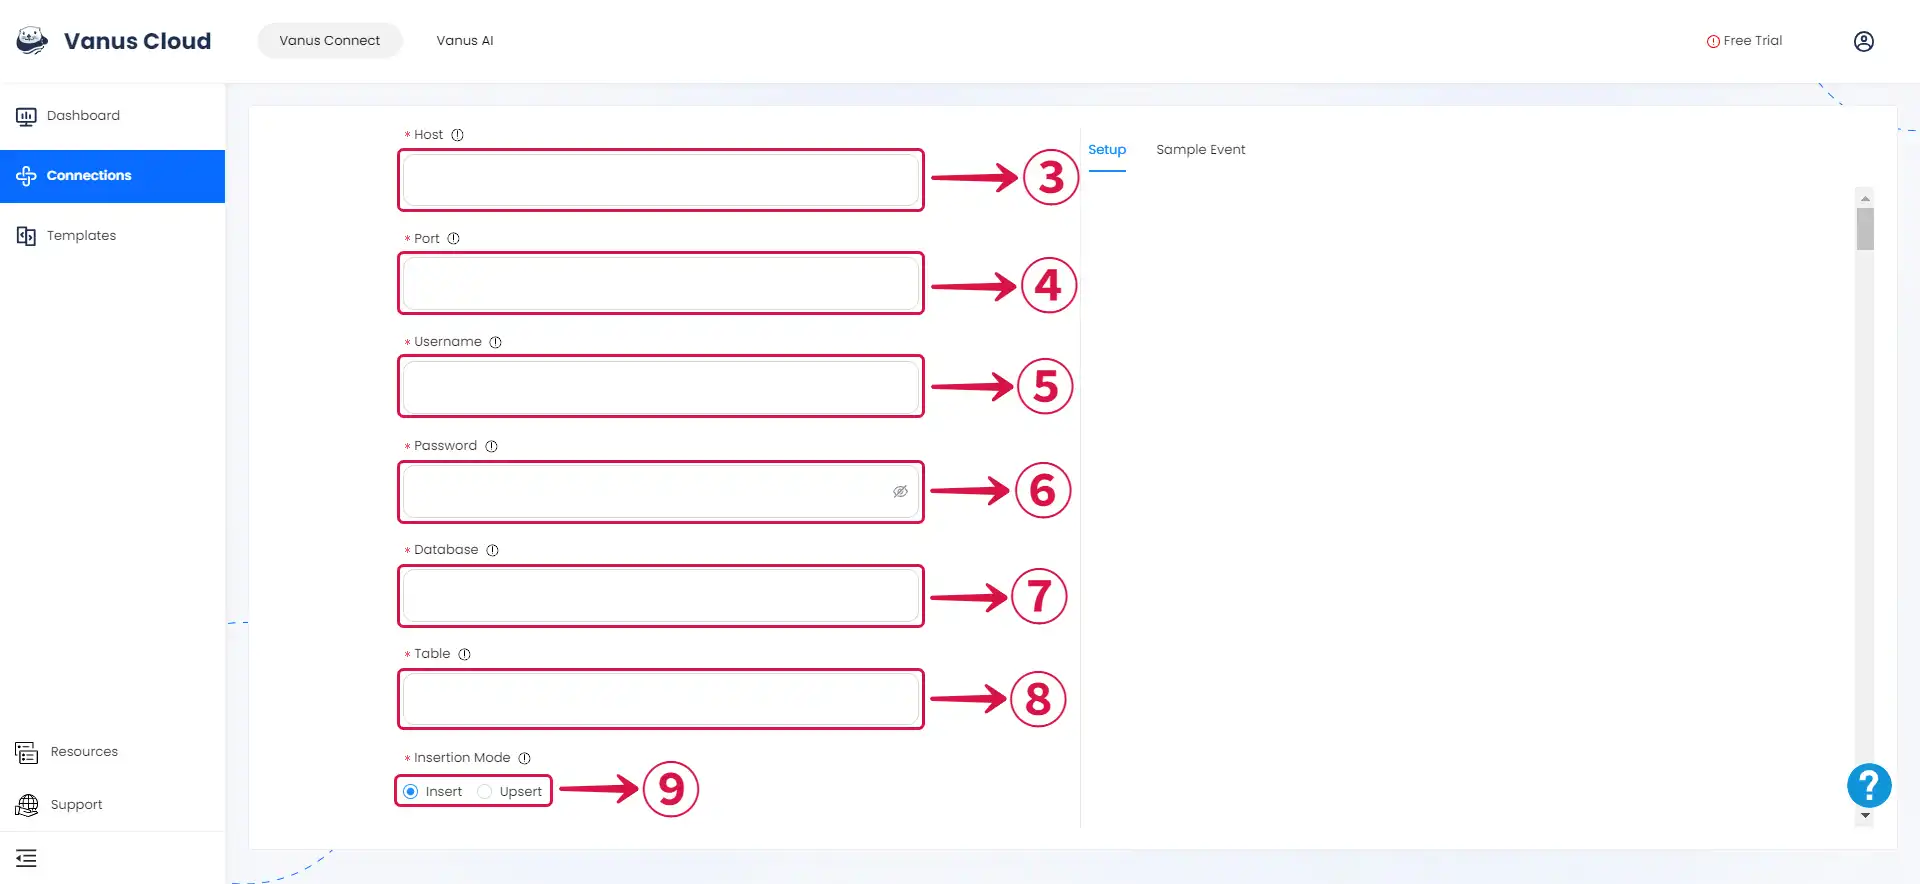 Vanus Cloud
Vanus Connect
Vanus AI
Free Trial
Dashboard
Connections
Templates
Resources
Support
* Host
3
* Port
4
* Username
5
* Password
6
* Database
7
* Table
8
* Insertion Mode
Insert Upsert
9
Setup
Sample Event
?